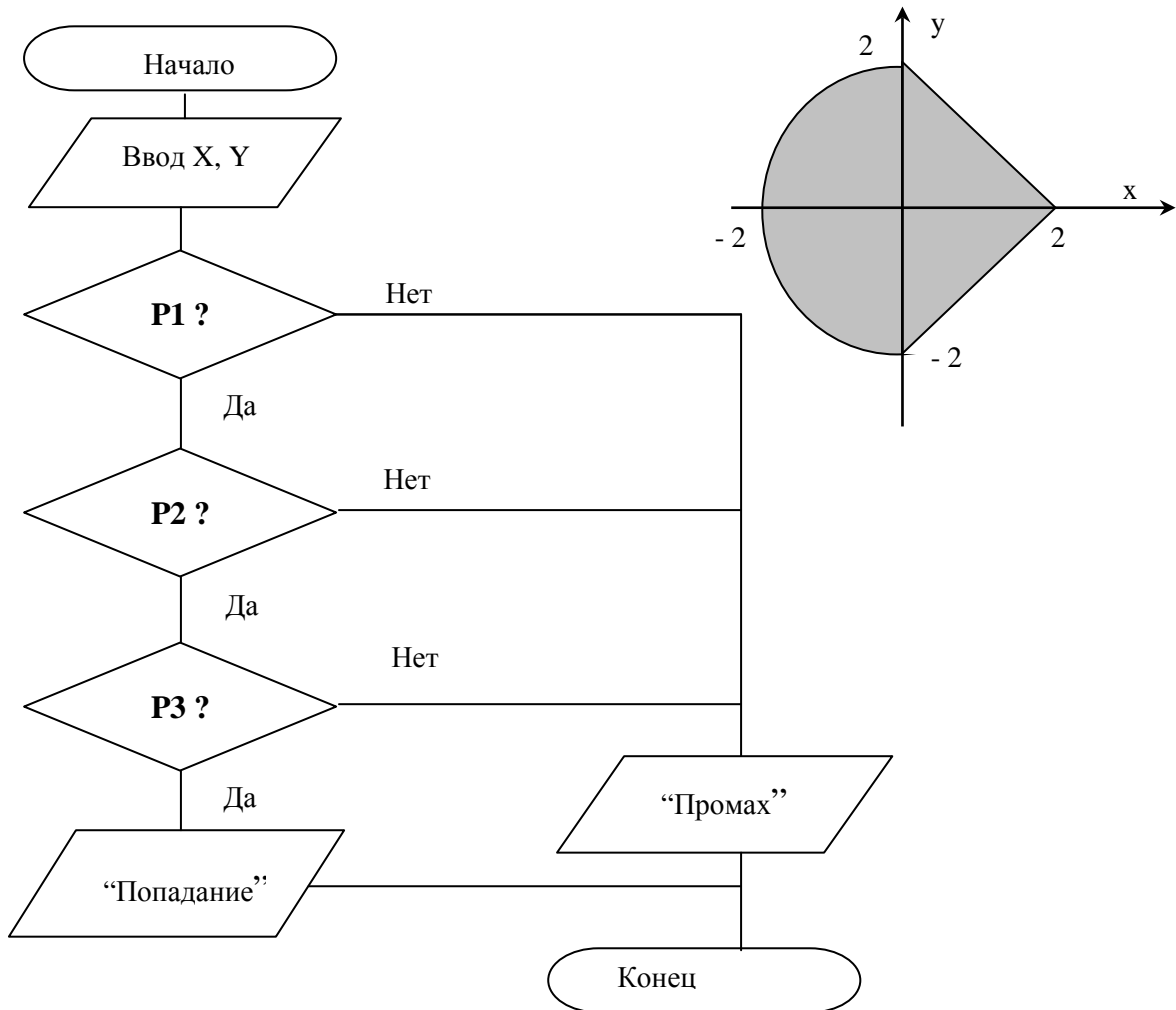 Начало
Ввод X, Y
P1 ?
Нет
Да
P2 ?
Нет
Да
P3 ?
Нет
Да
“Попадание”
“Промах”
Конец
y
2
x
- 2
2
- 2